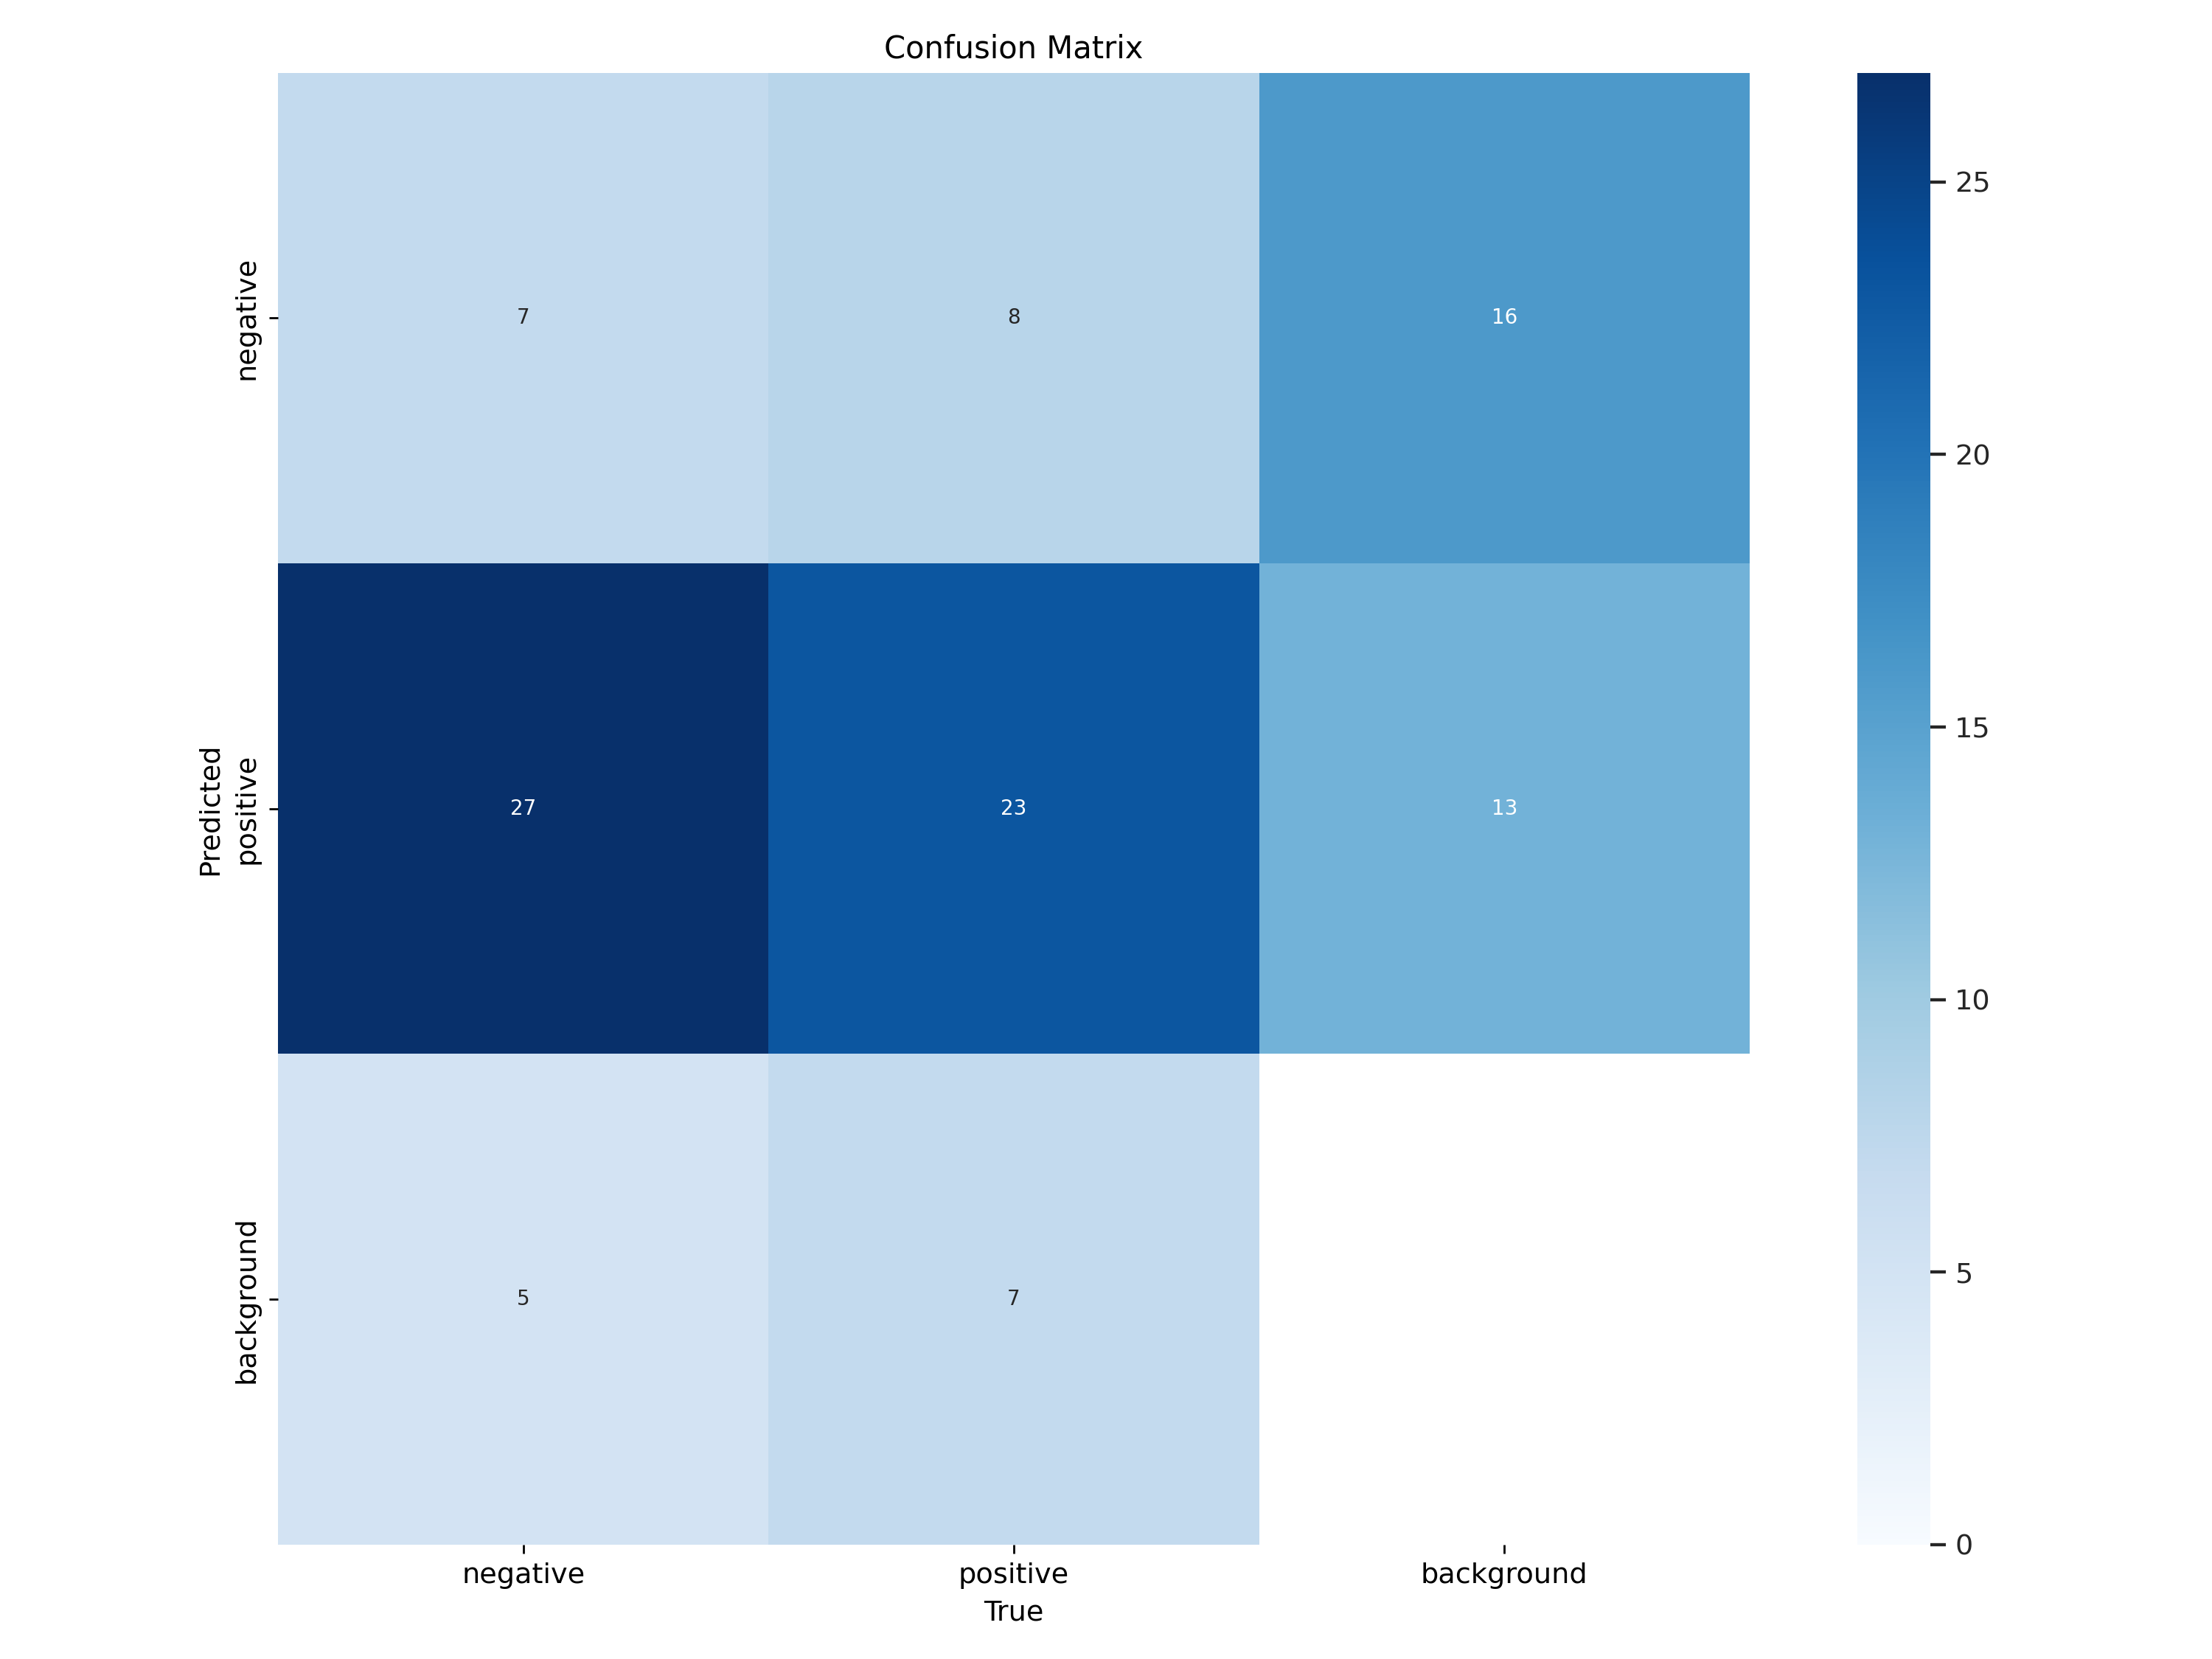 Confusion Matrix
negative
7
8
16
Predicted
positive
27
23
13
background
5
7
negative
positive
background
True
25
20
15
10
5
0